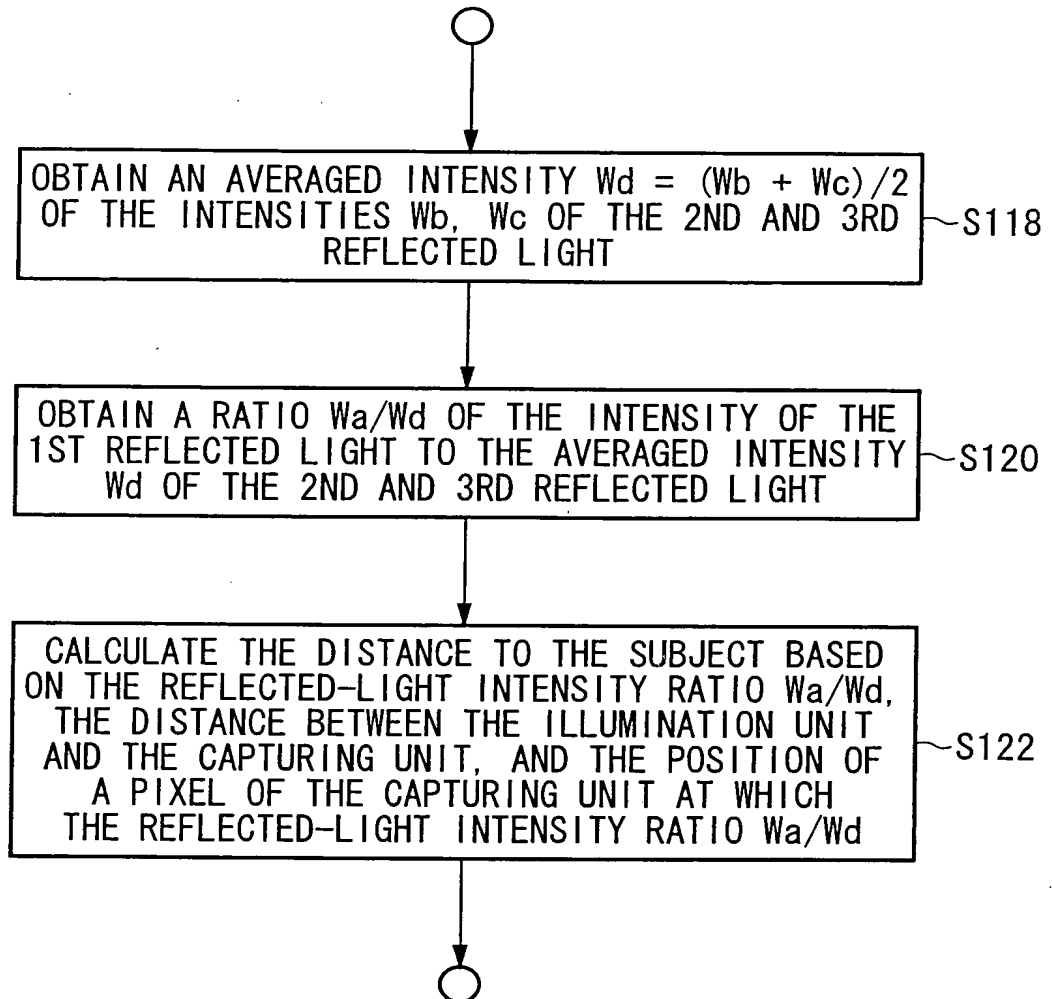 OBTAIN AN AVERAGED INTENSITY Wd = (Wb + Wc)/2
OF THE INTENSITIES Wb, Wc OF THE 2ND AND 3RD
REFLECTED LIGHT
S118
OBTAIN A RATIO Wa/Wd OF THE INTENSITY OF THE
1ST REFLECTED LIGHT TO THE AVERAGED INTENSITY
Wd OF THE 2ND AND 3RD REFLECTED LIGHT
S120
CALCULATE THE DISTANCE TO THE SUBJECT BASED
ON THE REFLECTED-LIGHT INTENSITY RATIO Wa/Wd,
THE DISTANCE BETWEEN THE ILLUMINATION UNIT
AND THE CAPTURING UNIT, AND THE POSITION OF
A PIXEL OF THE CAPTURING UNIT AT WHICH
THE REFLECTED-LIGHT INTENSITY RATIO Wa/Wd
S122